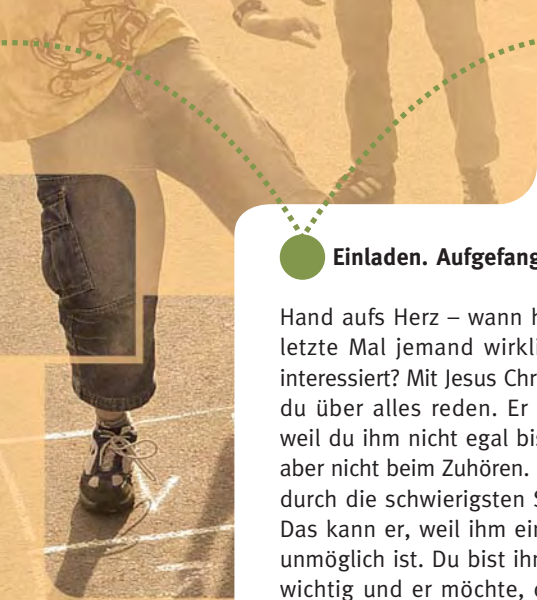 Einladen. Aufgefang
Hand aufs Herz – wann h
letzte Mal jemand wirkli
interessiert? Mit Jesus Chr
du über alles reden. Er
weil du ihm nicht egal bis
aber nicht beim Zuhören.
durch die schwierigsten S
Das kann er, weil ihm ein
unmöglich ist. Du bist ihm
wichtig und er möchte,